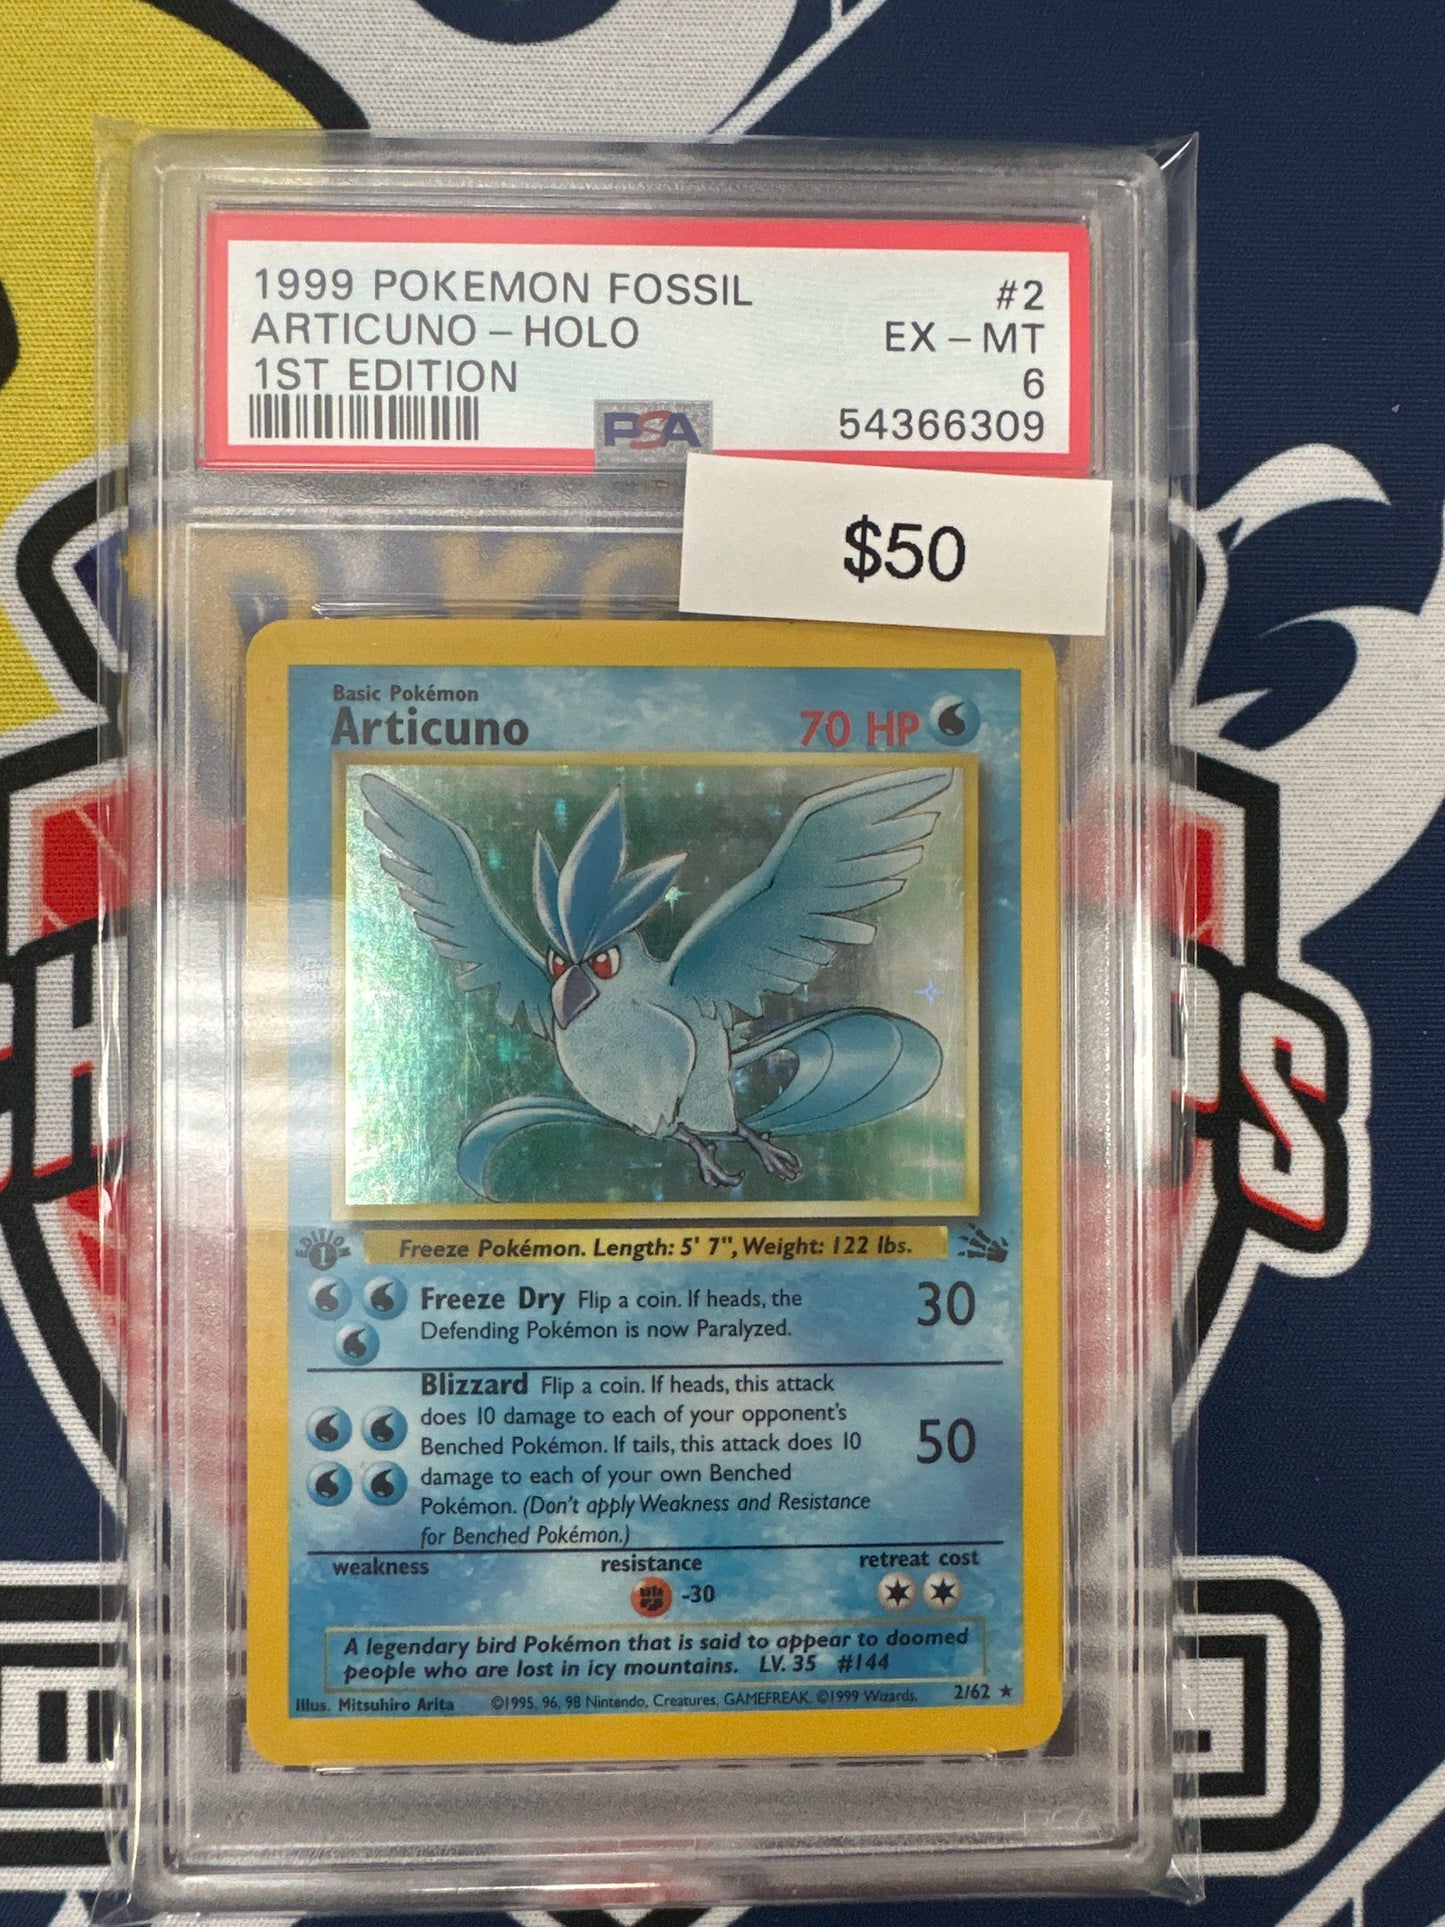 1999 POKEMON FOSSIL #2
ARTICUNO-HOLO EX-MT
1ST EDITION 6
PSA 54366309
$50
Basic Pokémon
Articuno 70 HP
EDITION 1
Freeze Pokémon. Length: 5' 7", Weight: 122 lbs.
Freeze Dry Flip a coin. If heads, the 30
Defending Pokémon is now Paralyzed.
Blizzard Flip a coin. If heads, this attack
does 10 damage to each of your opponent's 50
Benched Pokémon. If tails, this attack does 10
damage to each of your own Benched
Pokémon. (Don't apply Weakness and Resistance
for Benched Pokémon.)
weakness resistance retreat cost
-30
A legendary bird Pokémon that is said to appear to doomed
people who are lost in icy mountains. LV. 35 #144
Illus. Mitsuhiro Arita ©1995, 96, 98 Nintendo, Creatures, GAMEFREAK. ©1999 Wizards. 2/62 ★